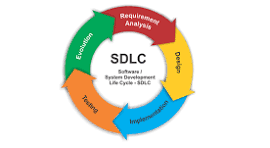 Requirement
Analysis
Design
Implementation
Testing
Evolution
SDLC
Software /
System Development
Life Cycle - SDLC